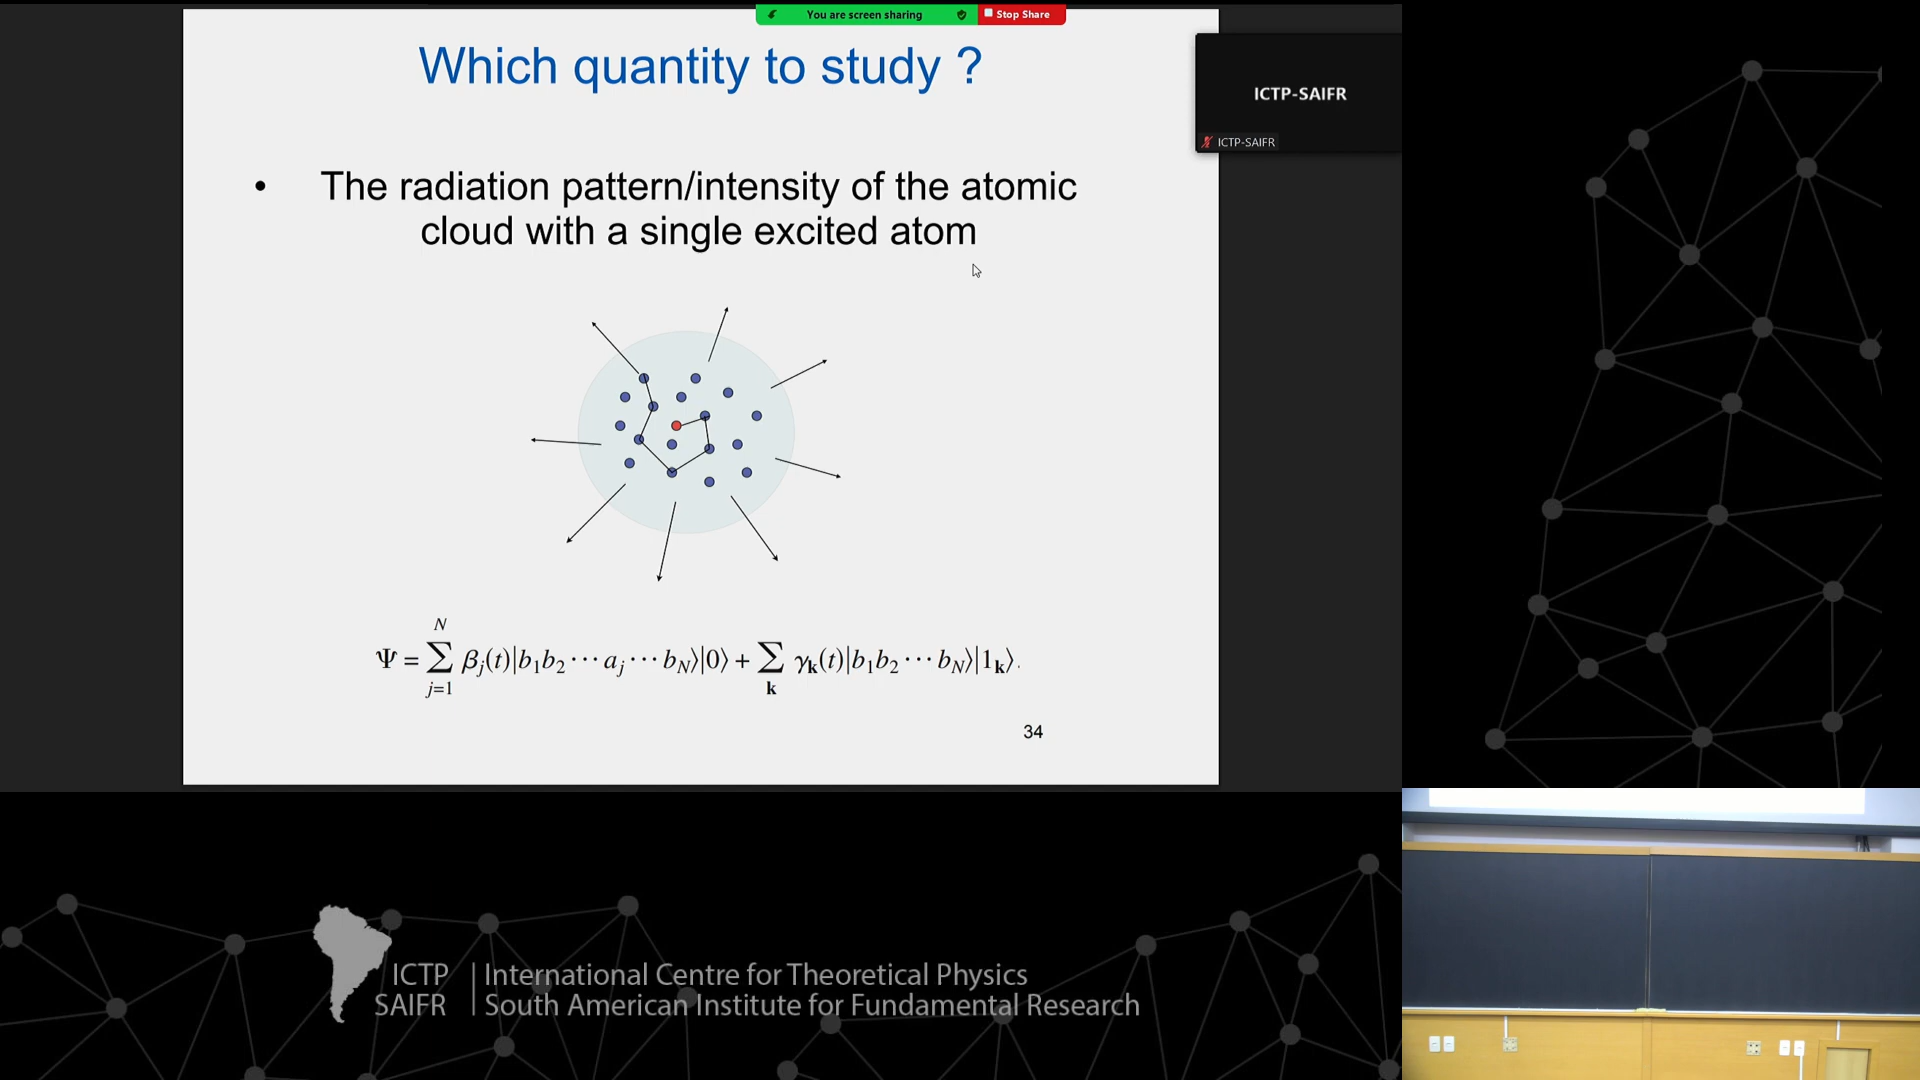 You are screen sharing
Stop Share
Which quantity to study ?
ICTP-SAIFR
ICTP-SAIFR
• The radiation pattern/intensity of the atomic
cloud with a single excited atom
Ψ = ∑_{j=1}^{N} β_j(t)|b_1b_2 ⋯ a_j ⋯ b_N⟩|0⟩ + ∑_{k} γ_k(t)|b_1b_2 ⋯ b_N⟩|1_k⟩.
34
ICTP | International Centre for Theoretical Physics
SAIFR | South American Institute for Fundamental Research